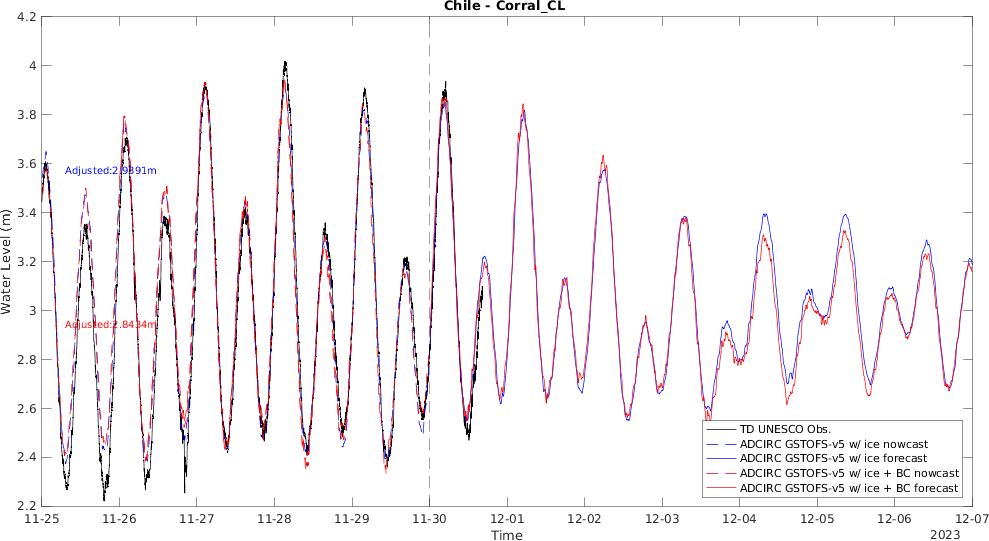 Chile - Corral_CL
4.2
4
3.8
3.6
3.4
3.2
3
2.8
2.6
2.4
2.2
Water Level (m)
Adjusted:2.9391m
Adjusted:2.8434m
TD UNESCO Obs.
ADCIRC GSTOFS-v5 w/ ice nowcast
ADCIRC GSTOFS-v5 w/ ice forecast
ADCIRC GSTOFS-v5 w/ ice + BC nowcast
ADCIRC GSTOFS-v5 w/ ice + BC forecast
11-25 11-26 11-27 11-28 11-29 11-30 12-01 12-02 12-03 12-04 12-05 12-06 12-07
Time
2023